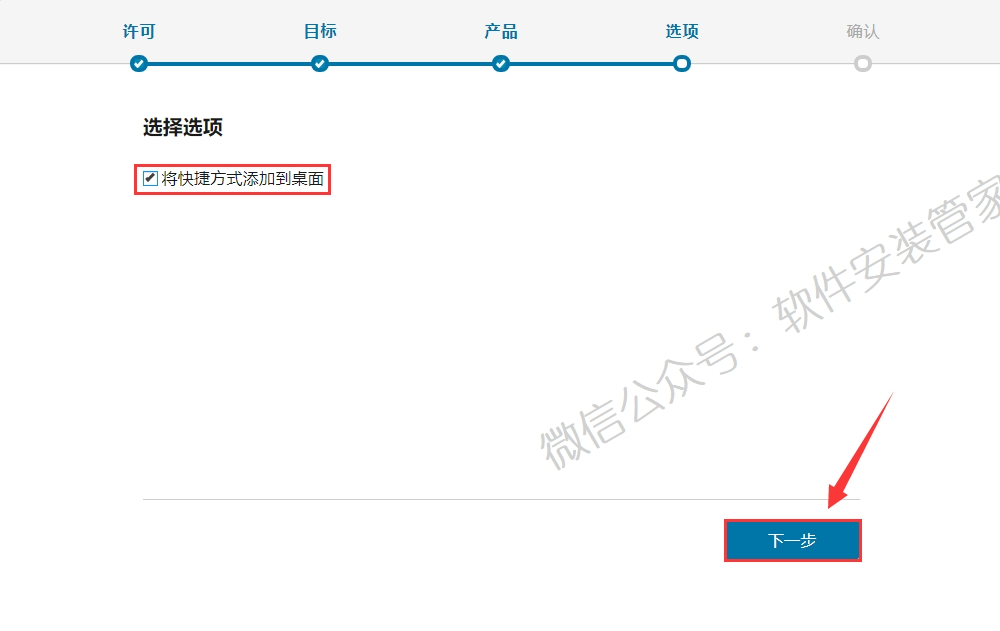 许可 目标 产品 选项 确认
选择选项
将快捷方式添加到桌面
微信公众号：软件安装管家
下一步